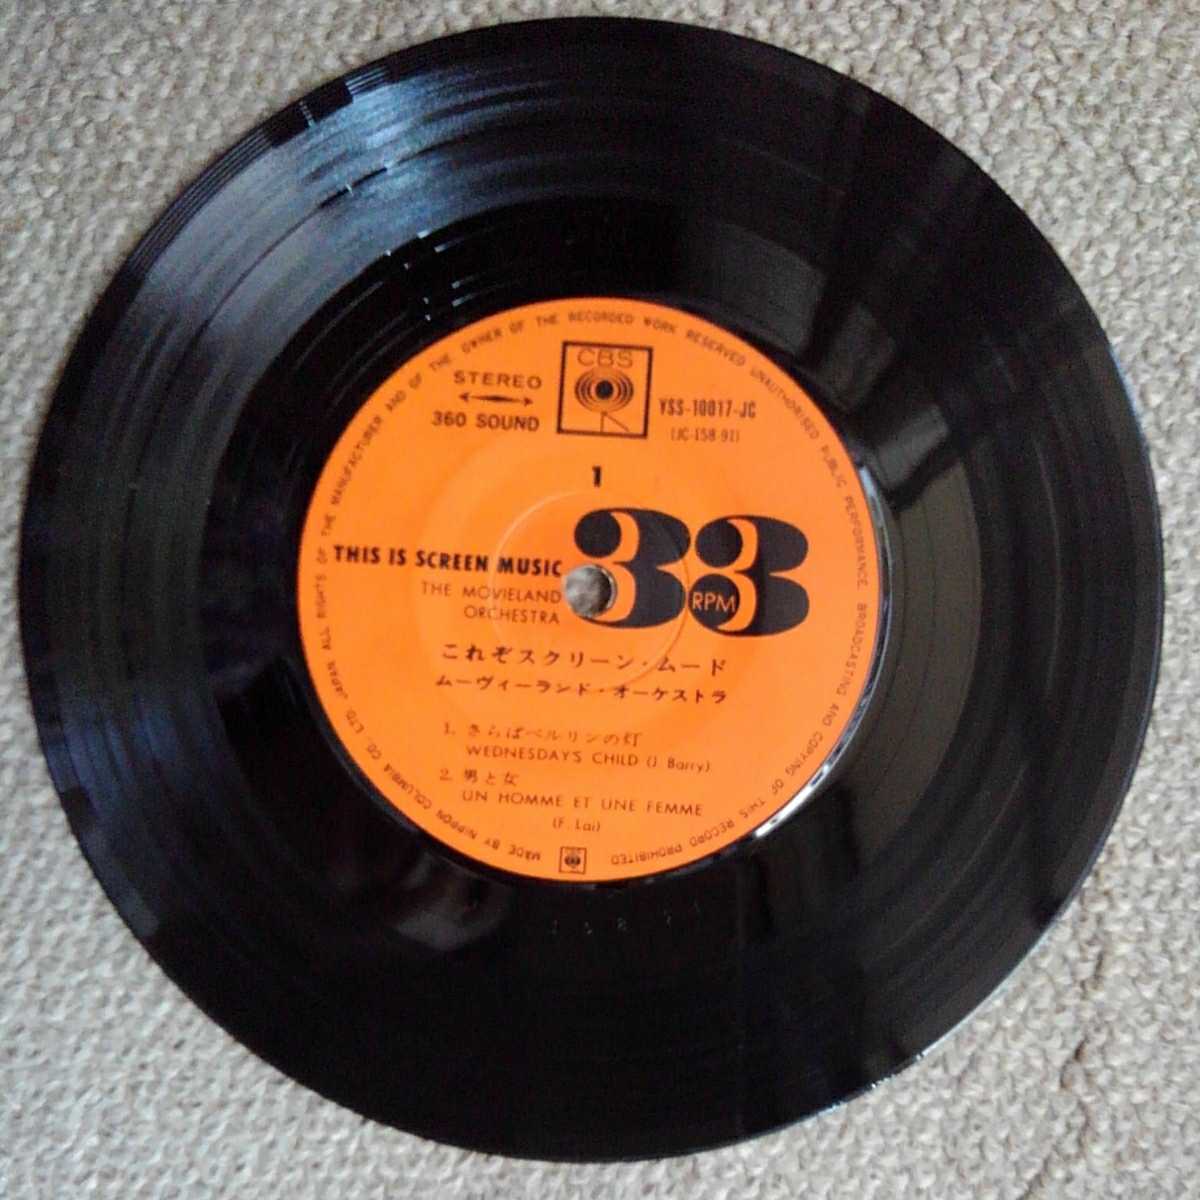 CBS
STEREO
360 SOUND
YSS-10017-JC
(JC-158-91)
1
33
RPM
THIS IS SCREEN MUSIC
THE MOVIELAND
ORCHESTRA
これぞスクリーン・ムード
ムーヴィーランド・オーケストラ
1. さらばベルリンの灯
WEDNESDAY'S CHILD (J. Barry)
2. 男と女
UN HOMME ET UNE FEMME
(F. Lai)
MADE BY NIPPON COLUMBIA CO., LTD. JAPAN ALL RIGHTS OF THE MANUFACTURER AND OF THE OWNER OF THE RECORDED WORK RESERVED UNAUTHORISED PUBLIC PERFORMANCE, BROADCASTING AND COPYING OF THIS RECORD PROHIBITED